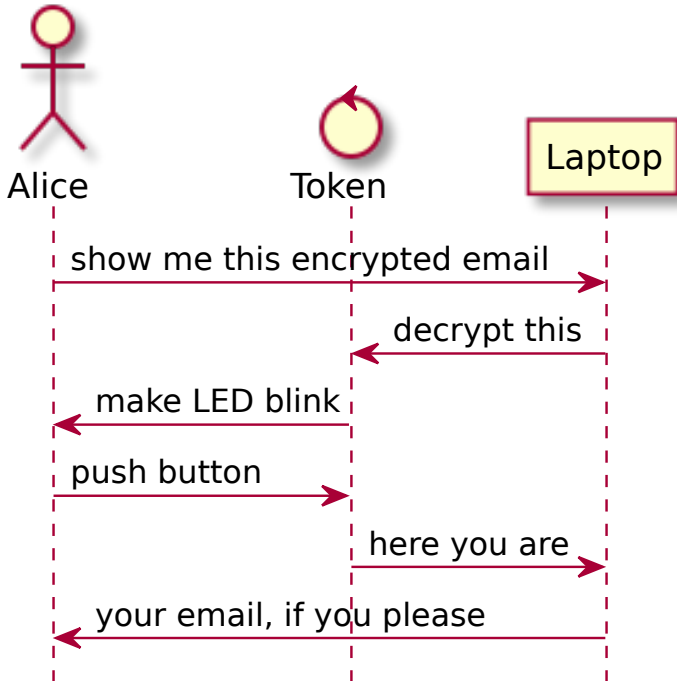 Alice
Token
Laptop
show me this encrypted email
decrypt this
make LED blink
push button
here you are
your email, if you please